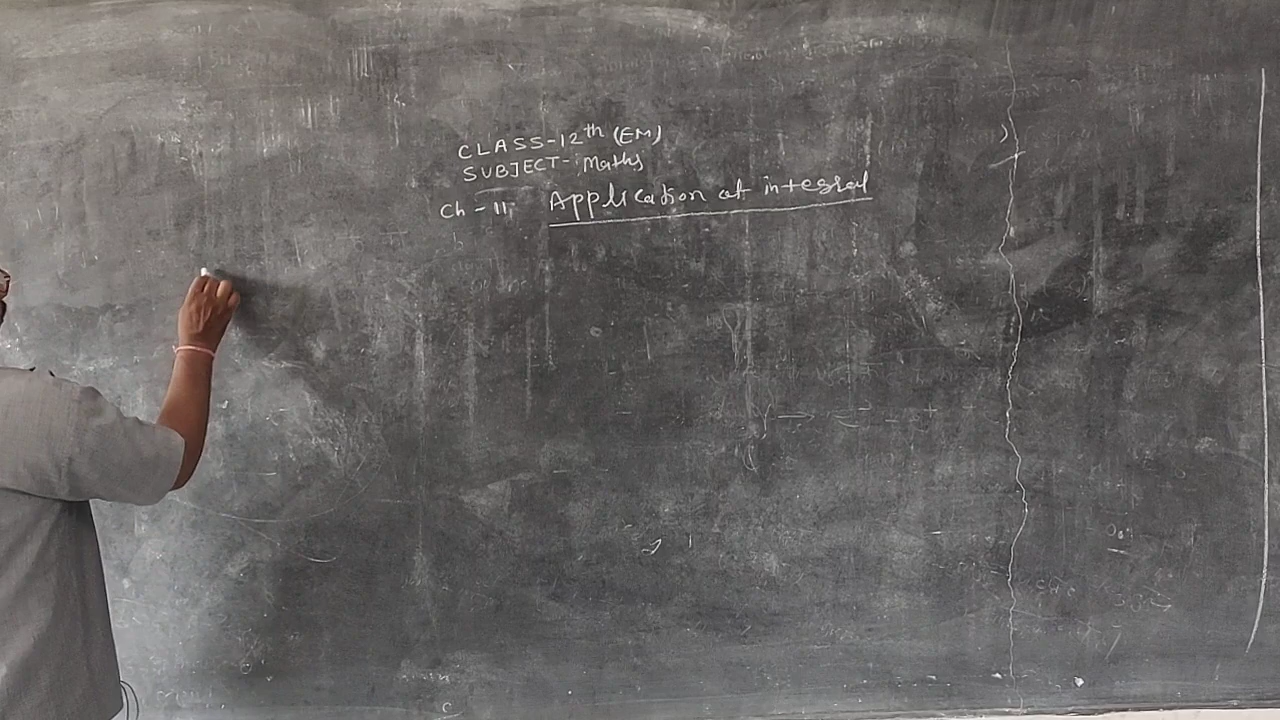 CLASS-12th (EM)
SUBJECT-: Maths
Ch - 11. Application of integral